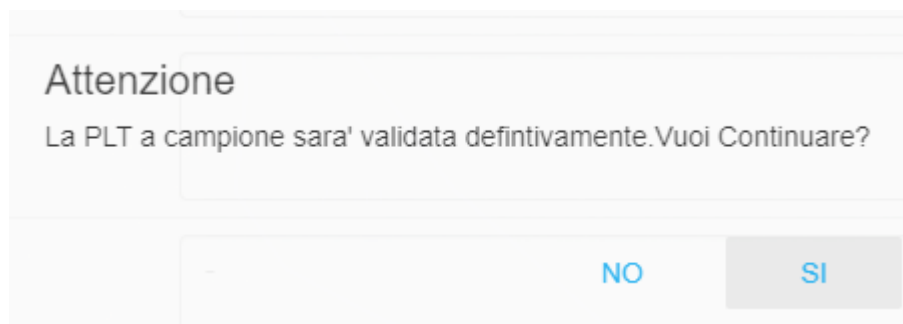 Attenzione
La PLT a campione sara' validata defintivamente.Vuoi Continuare?
NO SI